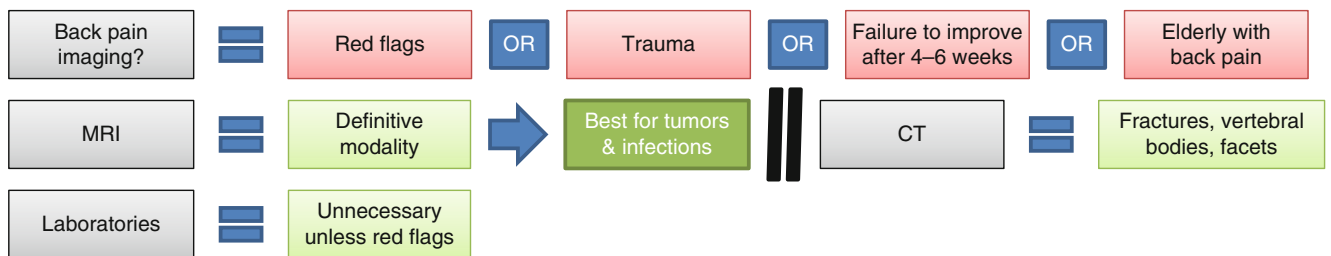 Back pain
imaging?
Red flags
OR
Trauma
OR
Failure to improve
after 4–6 weeks
OR
Elderly with
back pain
MRI
Definitive
modality
Best for tumors
& infections
CT
Fractures, vertebral
bodies, facets
Laboratories
Unnecessary
unless red flags